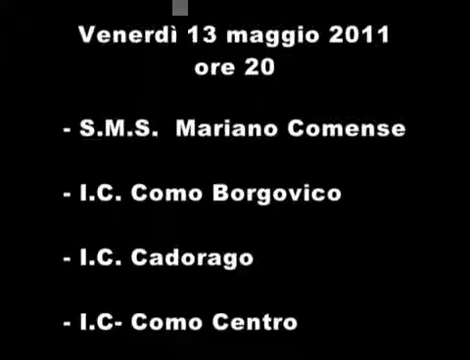 Venerdì 13 maggio 2011
ore 20
- S.M.S. Mariano Comense
- I.C. Como Borgovico
- I.C. Cadorago
- I.C- Como Centro